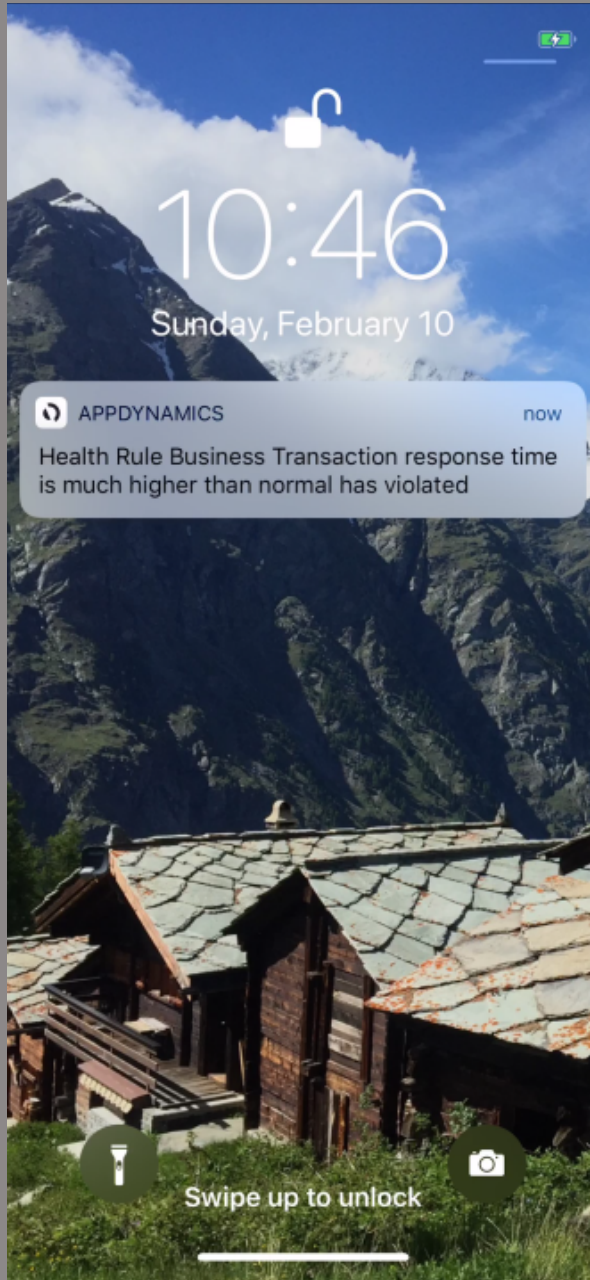 10:46
Sunday, February 10
APPDYNAMICS now
Health Rule Business Transaction response time
is much higher than normal has violated
Swipe up to unlock